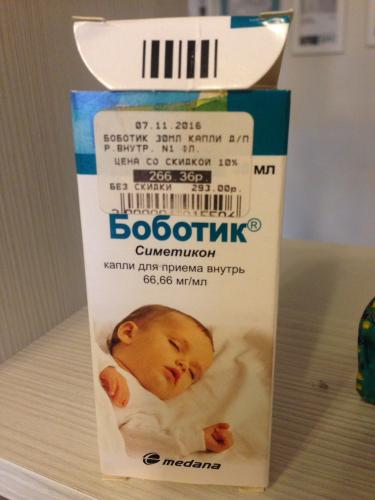 07.11.2016
БОБОТИК 30МЛ КАПЛИ Д/П
Р.ВНУТР. N1 ФЛ.
ЦЕНА СО СКИДКОЙ 10%
266.36р.
БЕЗ СКИДКИ 293.00р.
мл
Боботик®
Симетикон
капли для приема внутрь
66,66 мг/мл
medana